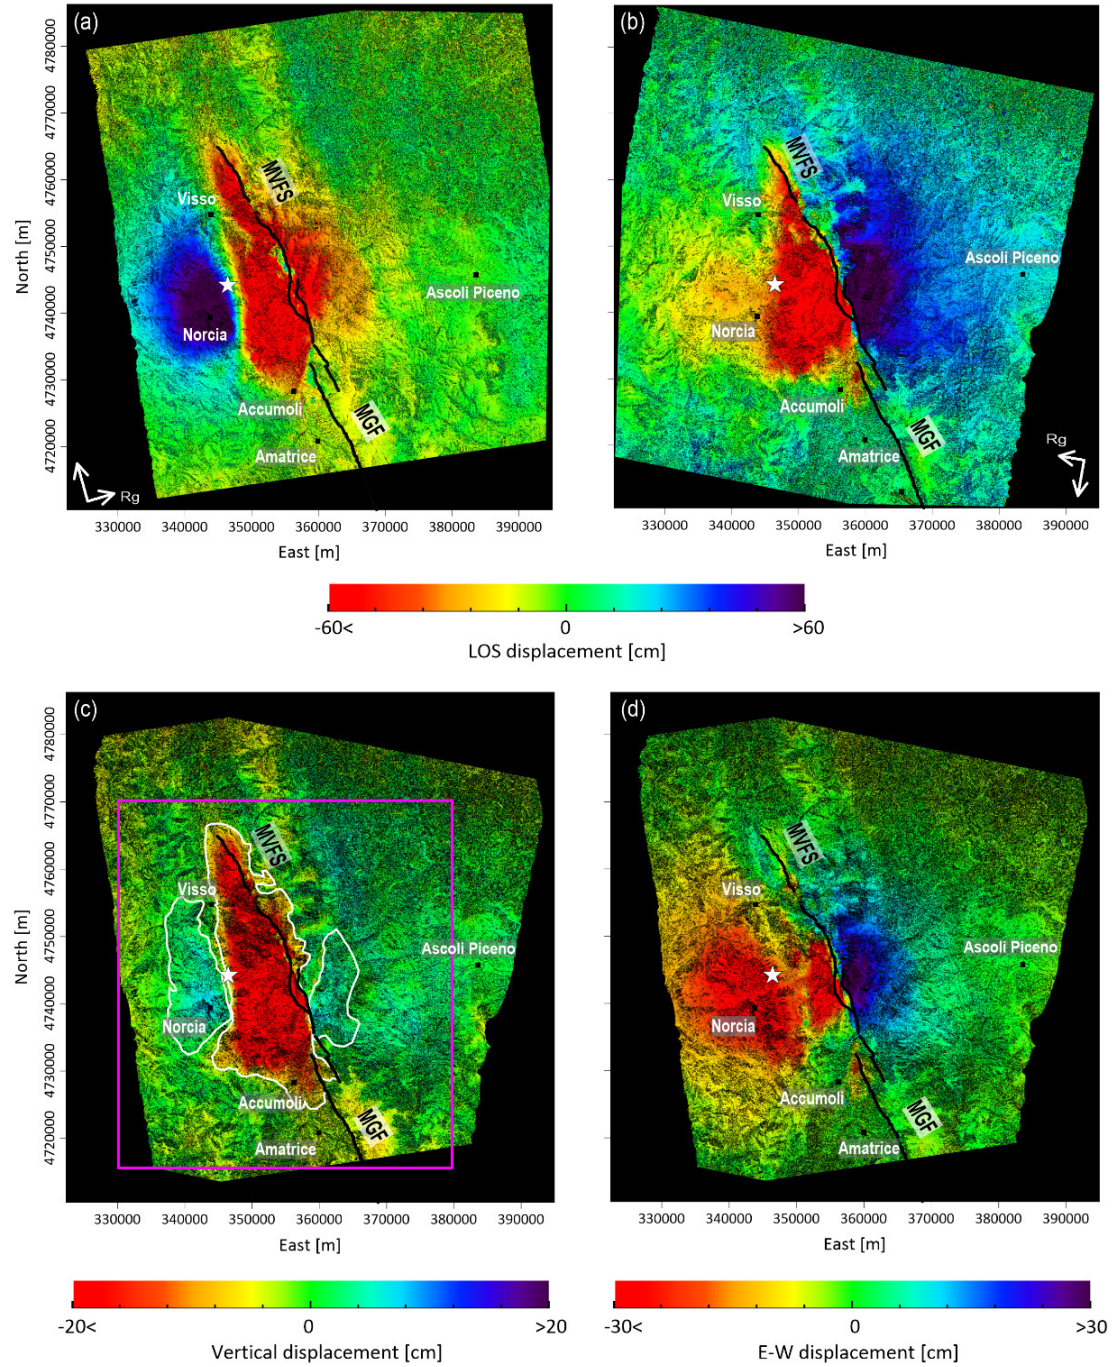 (a)
(b)
4780000
4770000
4760000
4750000
4740000
4730000
4720000
North [m]
MVFS
Visso
Norcia
Ascoli Piceno
Accumoli
MGF
Amatrice
Rg
MVFS
Visso
Ascoli Piceno
Norcia
Accumoli
MGF
Rg
Amatrice
330000 340000 350000 360000 370000 380000 390000
East [m]
330000 340000 350000 360000 370000 380000 390000
East [m]
-60< 0 >60
LOS displacement [cm]
(c)
(d)
4780000
4770000
4760000
4750000
4740000
4730000
4720000
North [m]
MVFS
Visso
Ascoli Piceno
Norcia
Accumoli
MGF
Amatrice
MVFS
Visso
Ascoli Piceno
Norcia
Accumoli
MGF
Amatrice
330000 340000 350000 360000 370000 380000 390000
East [m]
330000 340000 350000 360000 370000 380000 390000
East [m]
-20< 0 >20
Vertical displacement [cm]
-30< 0 >30
E-W displacement [cm]